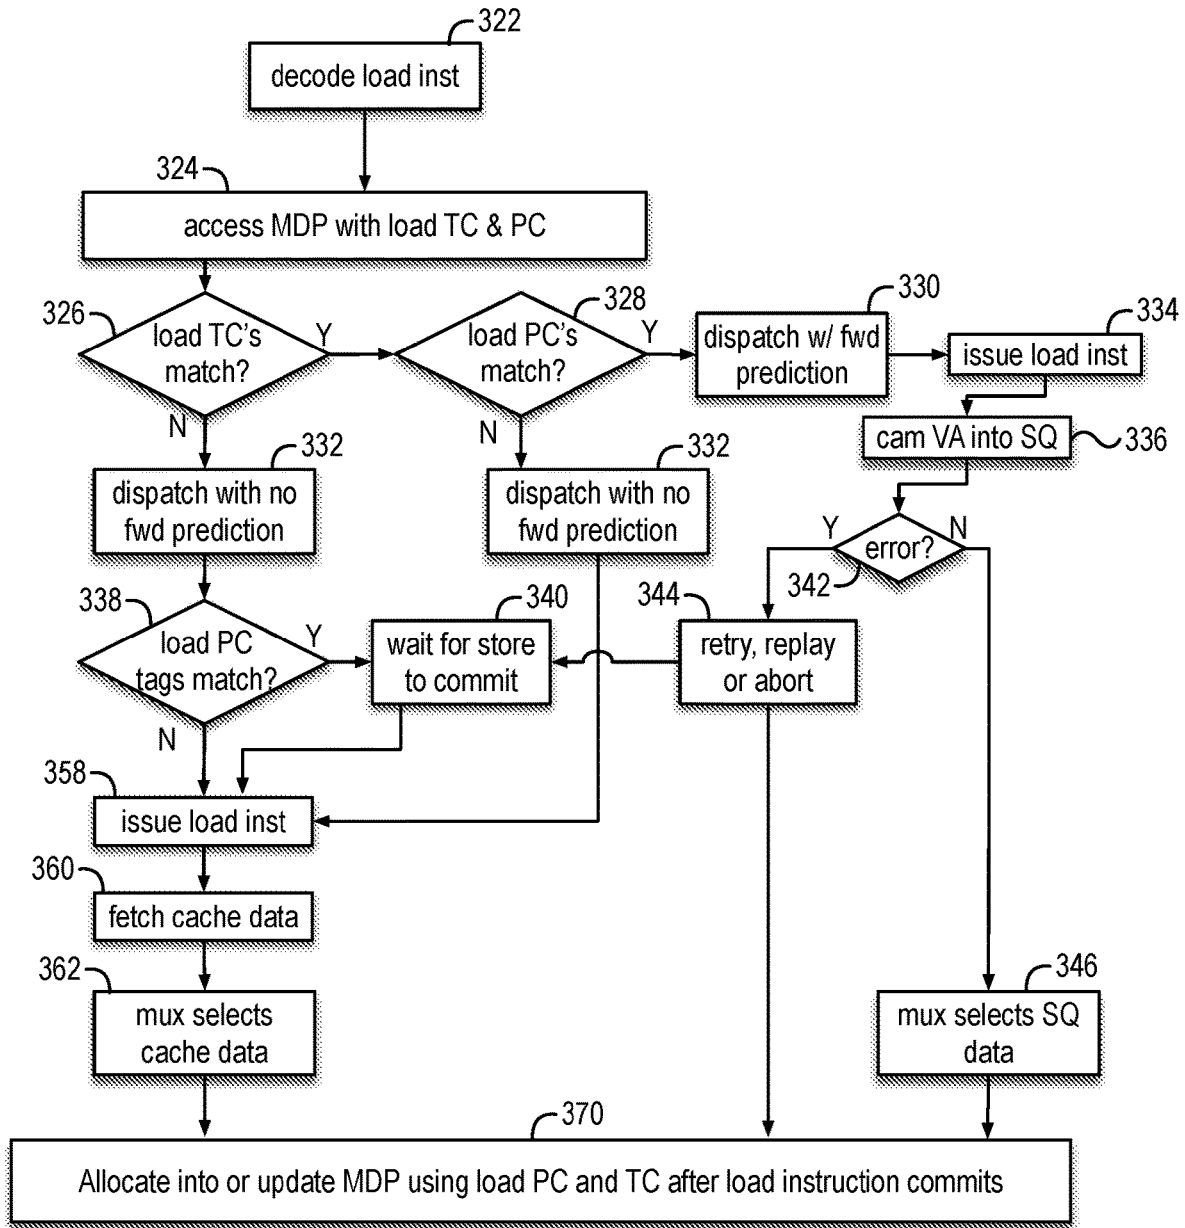 322
decode load inst
324
access MDP with load TC & PC
326
load TC's
match?
Y
N
328
load PC's
match?
Y
N
330
dispatch w/ fwd
prediction
334
issue load inst
cam VA into SQ
336
332
dispatch with no
fwd prediction
332
dispatch with no
fwd prediction
Y
error?
N
342
338
load PC
tags match?
Y
N
340
wait for store
to commit
344
retry, replay
or abort
358
issue load inst
360
fetch cache data
362
mux selects
cache data
346
mux selects SQ
data
370
Allocate into or update MDP using load PC and TC after load instruction commits